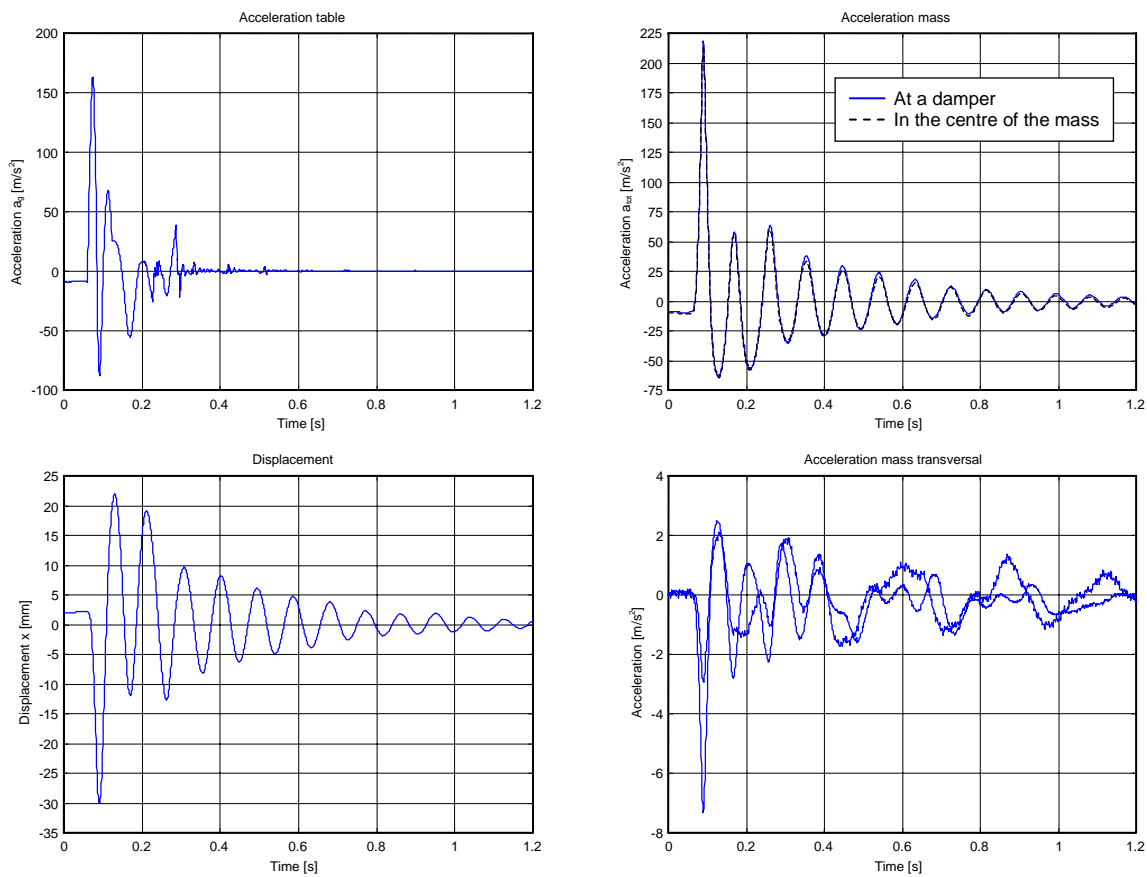 Acceleration table
200
150
100
50
0
-50
-100
Acceleration a_g [m/s²]
0 0.2 0.4 0.6 0.8 1 1.2
Time [s]
Acceleration mass
225
200
175
150
125
100
75
50
25
0
-25
-50
-75
Acceleration a_tot [m/s²]
At a damper
In the centre of the mass
0 0.2 0.4 0.6 0.8 1 1.2
Time [s]
Displacement
25
20
15
10
5
0
-5
-10
-15
-20
-25
-30
-35
Displacement x [mm]
0 0.2 0.4 0.6 0.8 1 1.2
Time [s]
Acceleration mass transversal
4
2
0
-2
-4
-6
-8
Acceleration [m/s²]
0 0.2 0.4 0.6 0.8 1 1.2
Time [s]